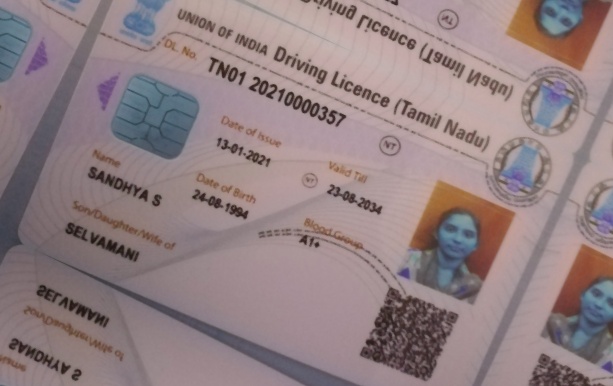 UNION OF INDIA Driving Licence (Tamil Nadu)
DL. No.
TN01 20210000357
Date of Issue
Valid Till
13-01-2021
23-08-2034
NT
Name
Date of Birth
SANDHYA S
24-08-1994
Son/Daughter/Wife of
Blood Group
SELVAMANI
A1+
Driving Licence (Tamil Nadu)
SELVAMANI
Son/Daughter/Wife of
SANDHYA S